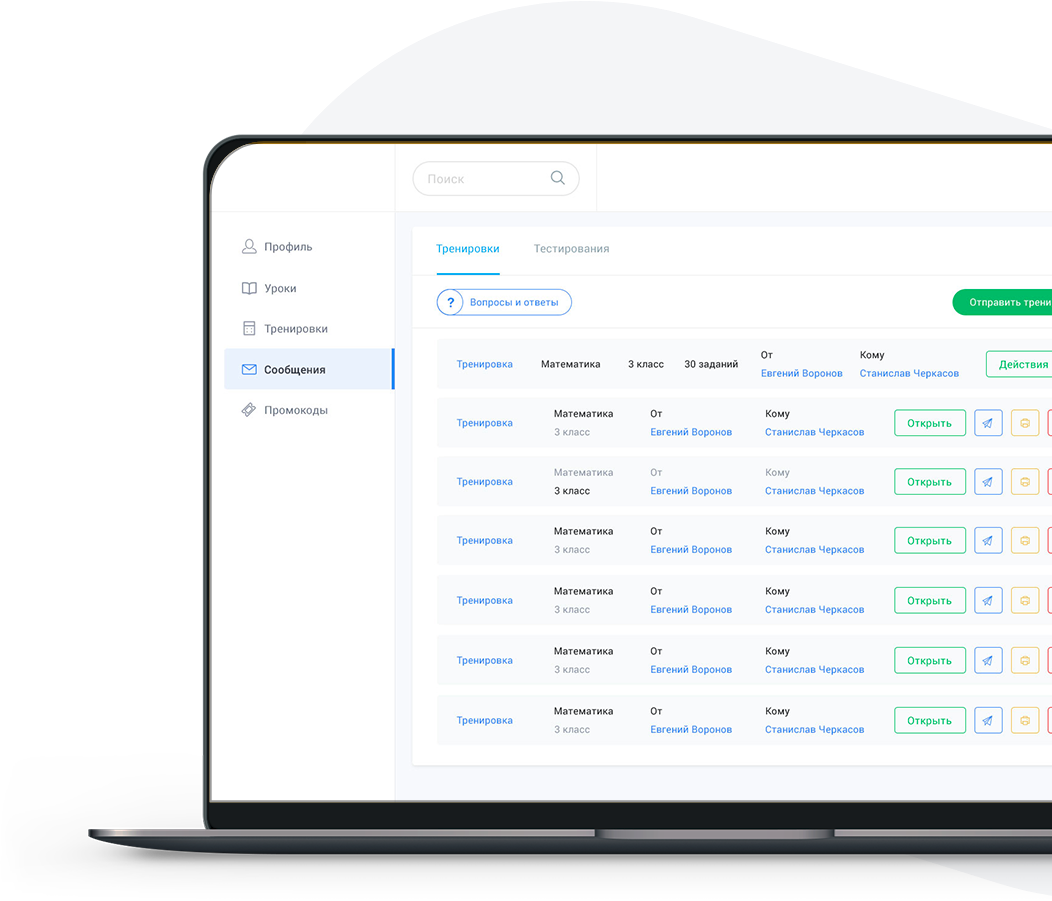 Поиск
Профиль
Уроки
Тренировки
Сообщения
Промокоды
Тренировки Тестирования
? Вопросы и ответы
Отправить трени
Тренировка Математика 3 класс 30 заданий От Кому Действия
Евгений Воронов Станислав Черкасов
Математика От Кому
Тренировка Открыть
3 класс Евгений Воронов Станислав Черкасов
Математика От Кому
Тренировка Открыть
3 класс Евгений Воронов Станислав Черкасов
Математика От Кому
Тренировка Открыть
3 класс Евгений Воронов Станислав Черкасов
Математика От Кому
Тренировка Открыть
3 класс Евгений Воронов Станислав Черкасов
Математика От Кому
Тренировка Открыть
3 класс Евгений Воронов Станислав Черкасов
Математика От Кому
Тренировка Открыть
3 класс Евгений Воронов Станислав Черкасов